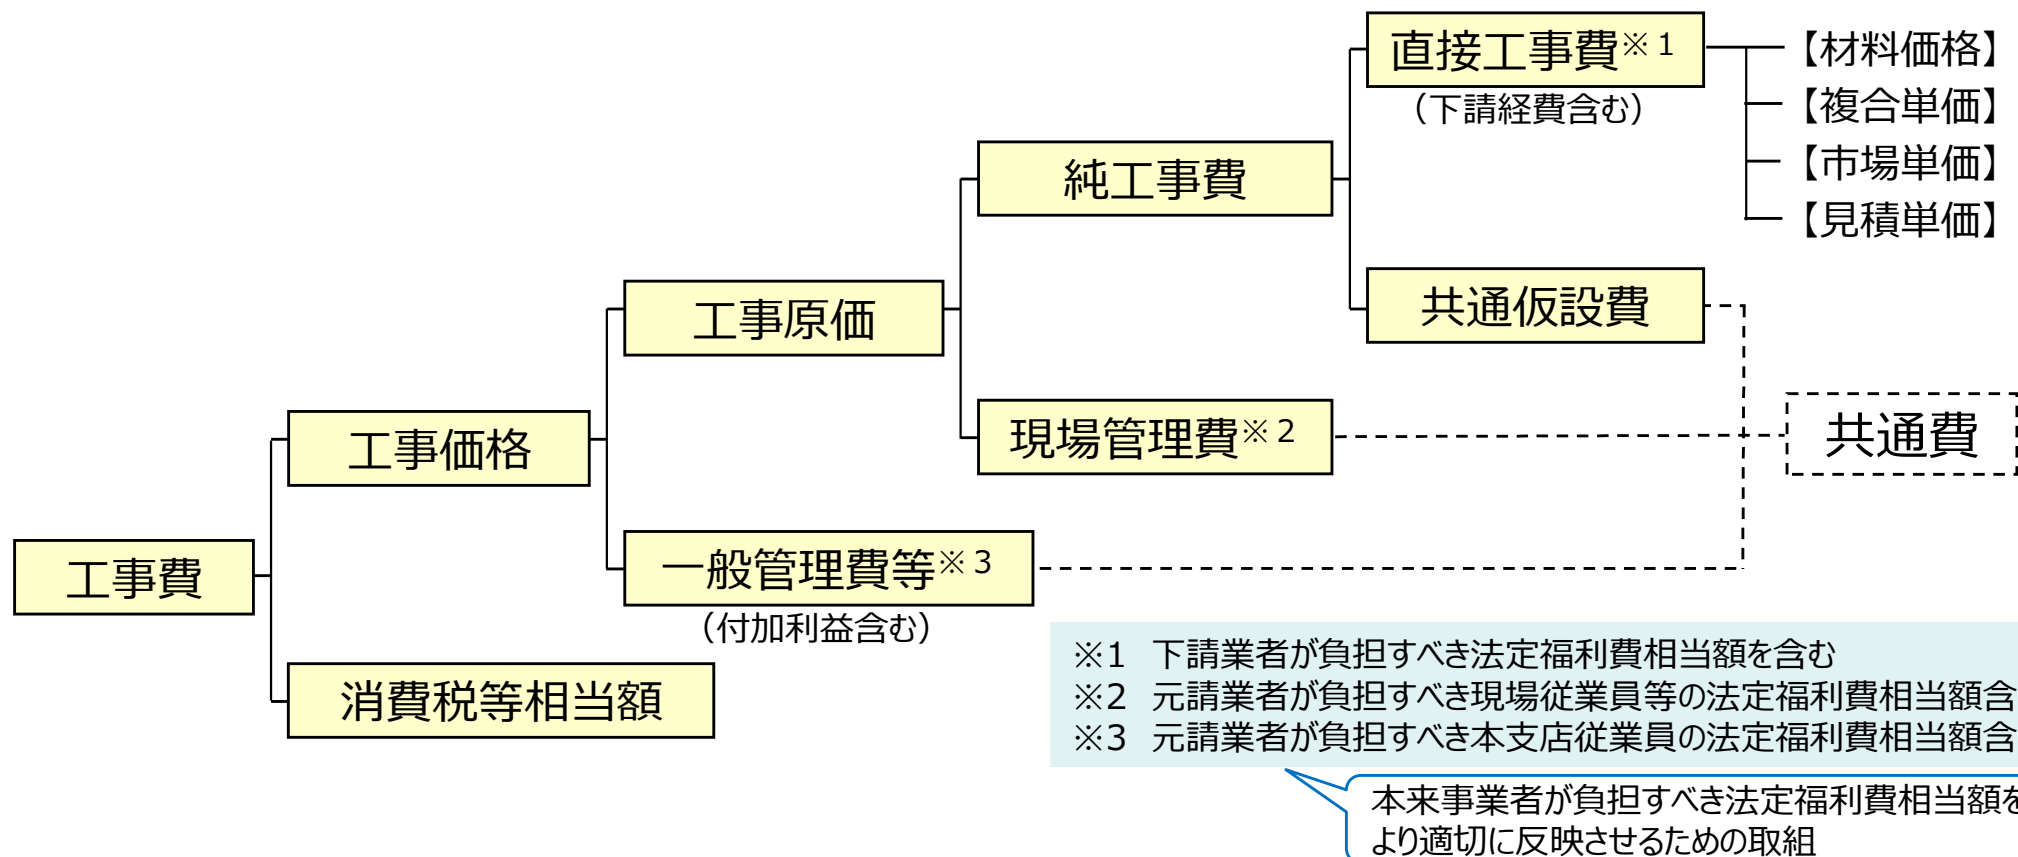 直接工事費※1
（下請経費含む）
【材料価格】
【複合単価】
【市場単価】
【見積単価】
純工事費
共通仮設費
工事原価
現場管理費※2
共通費
工事価格
一般管理費等※3
（付加利益含む）
工事費
消費税等相当額
※1 下請業者が負担すべき法定福利費相当額を含む
※2 元請業者が負担すべき現場従業員等の法定福利費相当額含
※3 元請業者が負担すべき本支店従業員の法定福利費相当額含
本来事業者が負担すべき法定福利費相当額を
より適切に反映させるための取組